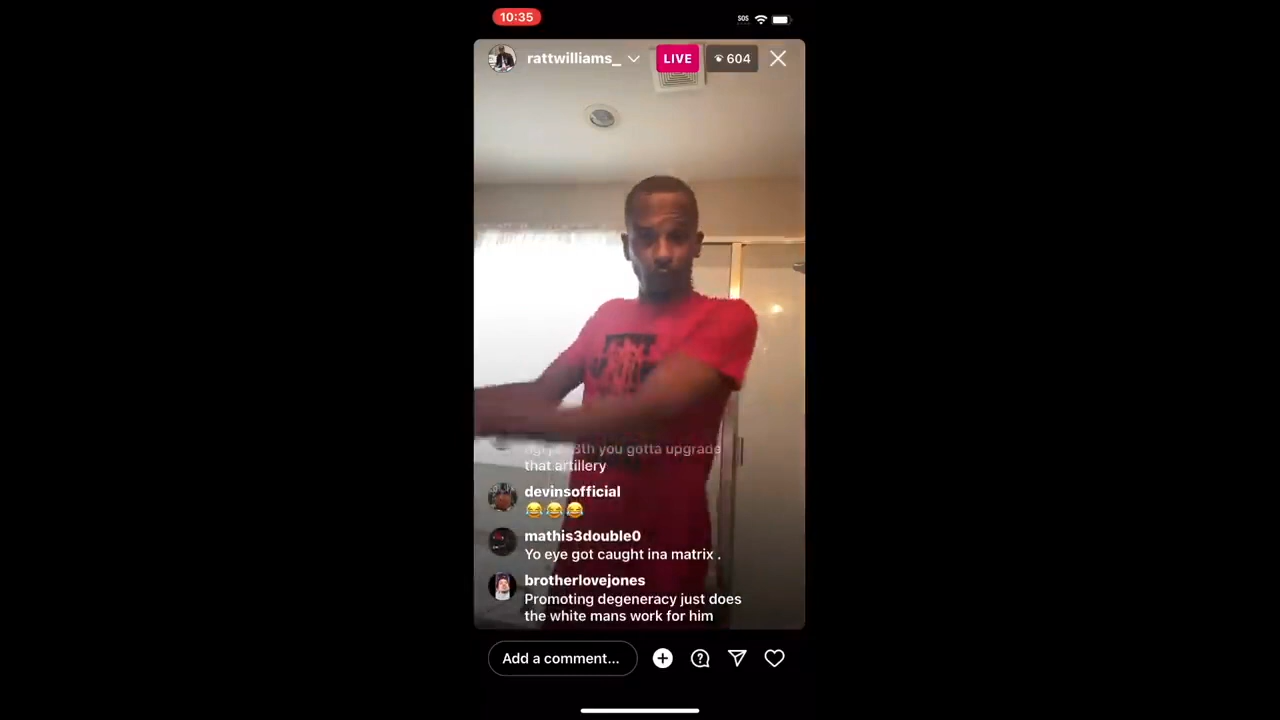 10:35
SOS
rattwilliams_
LIVE
604
you gotta upgrade
that artillery
devinsofficial
😂😂😂
mathis3double0
Yo eye got caught ina matrix .
brotherlovejones
Promoting degeneracy just does
the white mans work for him
Add a comment...